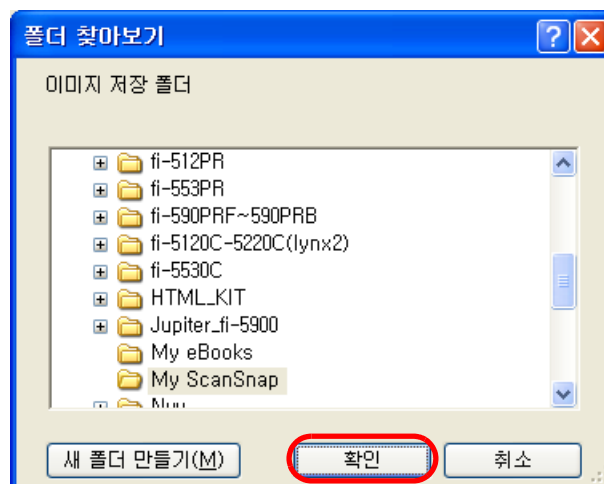 폴더 찾아보기
이미지 저장 폴더
fi-512PR
fi-553PR
fi-590PRF~590PRB
fi-5120C-5220C(lynx2)
fi-5530C
HTML_KIT
Jupiter_fi-5900
My eBooks
My ScanSnap
새 폴더 만들기(M) 확인 취소